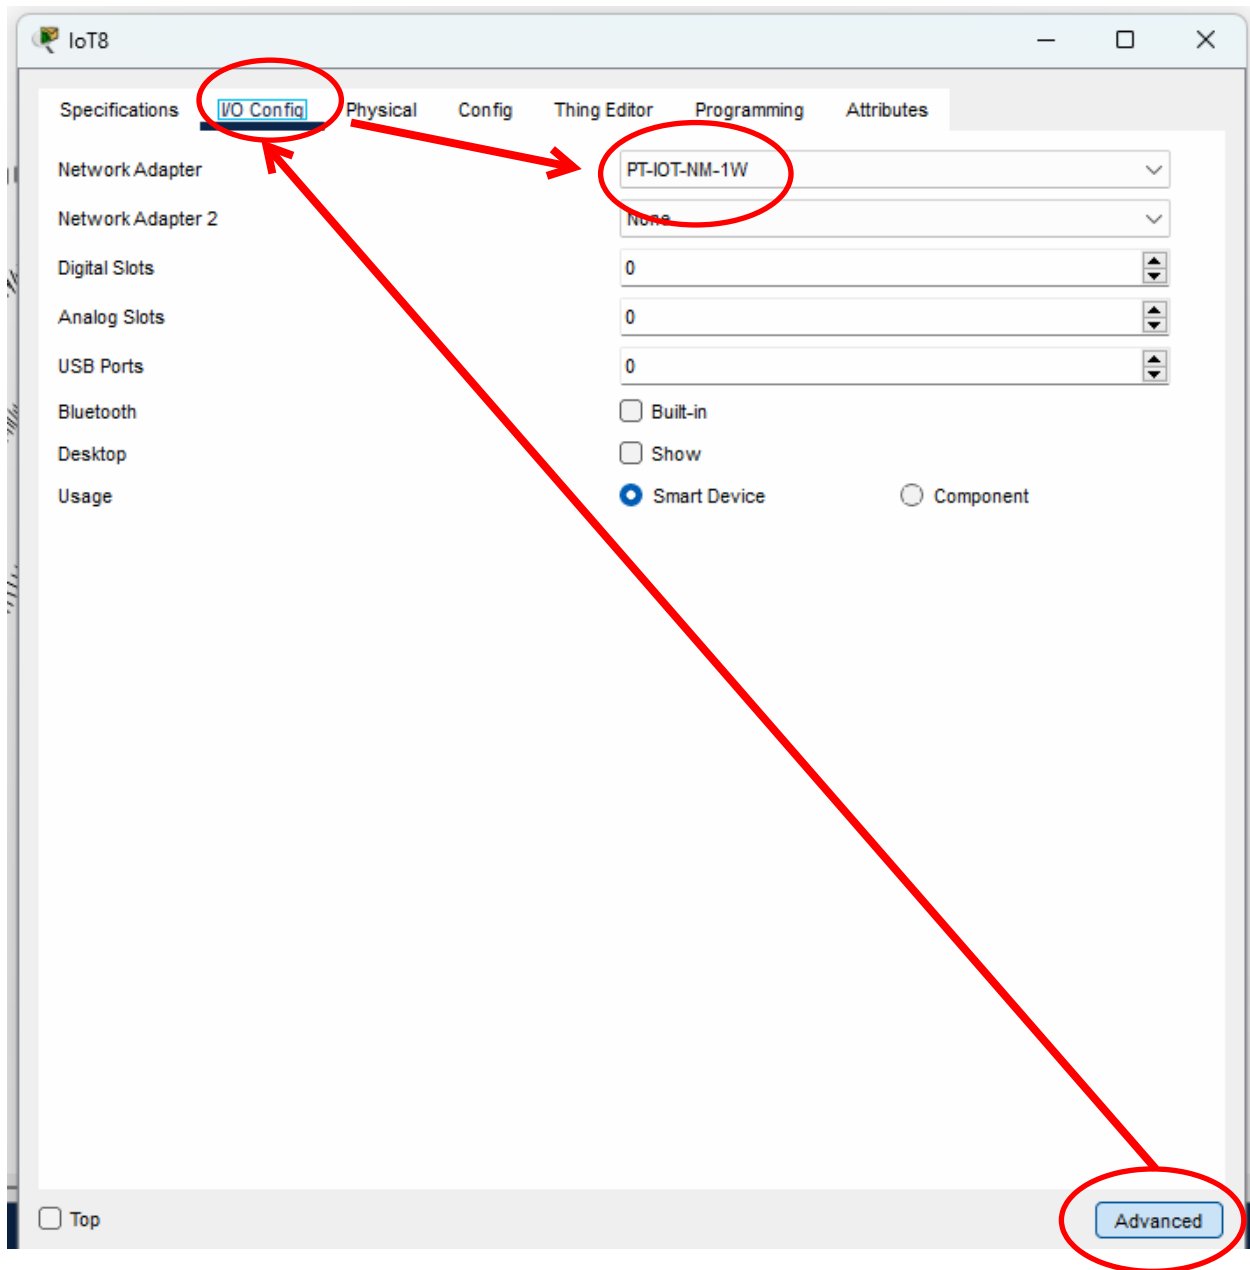 IoT8
Specifications I/O Config Physical Config Thing Editor Programming Attributes
Network Adapter PT-IOT-NM-1W
Network Adapter 2 None
Digital Slots 0
Analog Slots 0
USB Ports 0
Bluetooth Built-in
Desktop Show
Usage Smart Device Component
Top Advanced